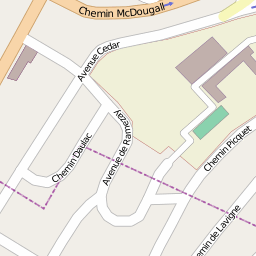 Chemin McDougall
Avenue Cedar
Avenue de Ramezay
Chemin Daulac
Chemin Picquet
Chemin de Lavigne